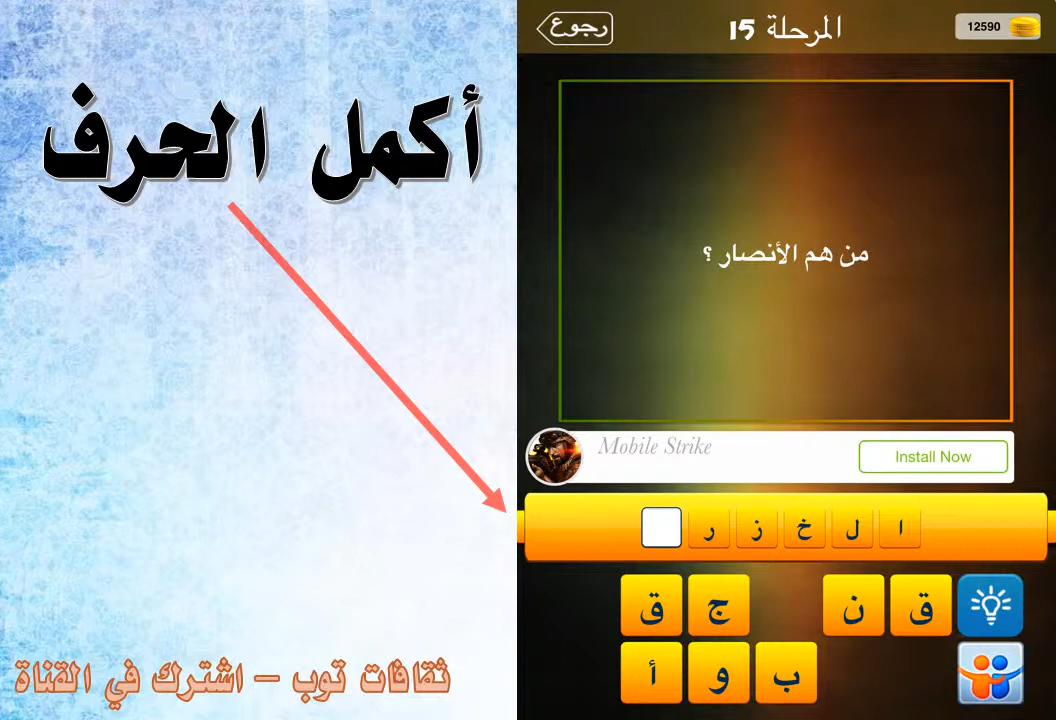 أكمل الحرف
ثقافات توب – اشترك في القناة
رجوع
المرحلة 15
12590
من هم الأنصار ؟
Mobile Strike
Install Now
ا ل خ ز ر
ق ن ج ق
ب و أ